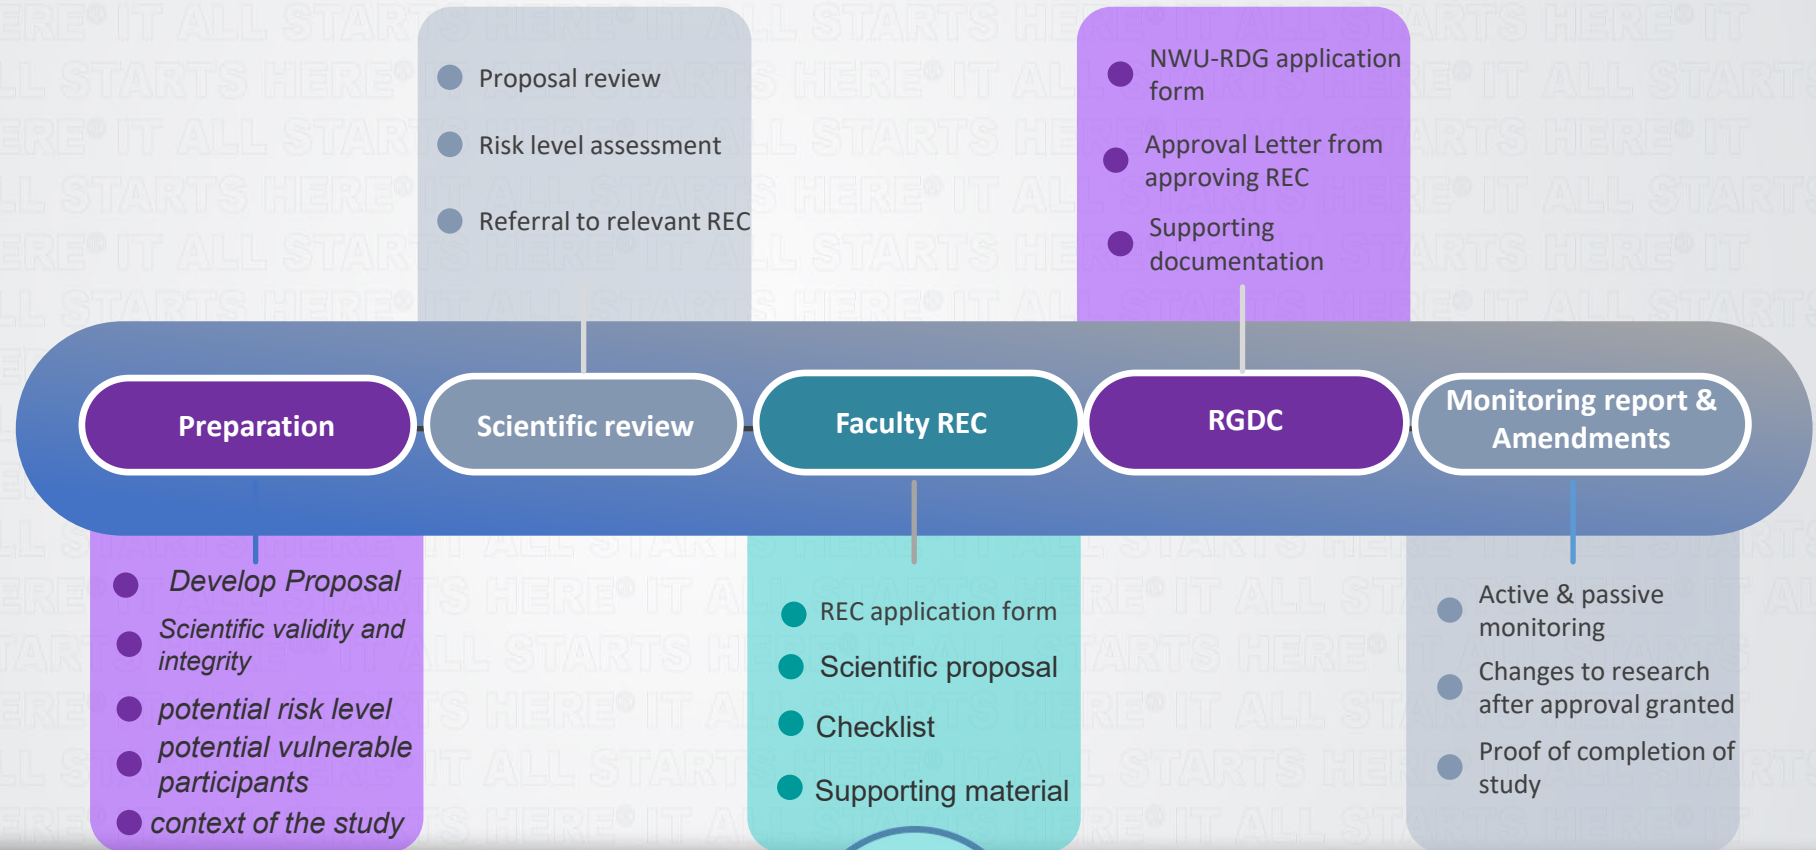 Proposal review
Risk level assessment
Referral to relevant REC
NWU-RDG application
form
Approval Letter from
approving REC
Supporting
documentation
Preparation
Scientific review
Faculty REC
RGDC
Monitoring report &
Amendments
Develop Proposal
Scientific validity and
integrity
potential risk level
potential vulnerable
participants
context of the study
REC application form
Scientific proposal
Checklist
Supporting material
Active & passive
monitoring
Changes to research
after approval granted
Proof of completion of
study